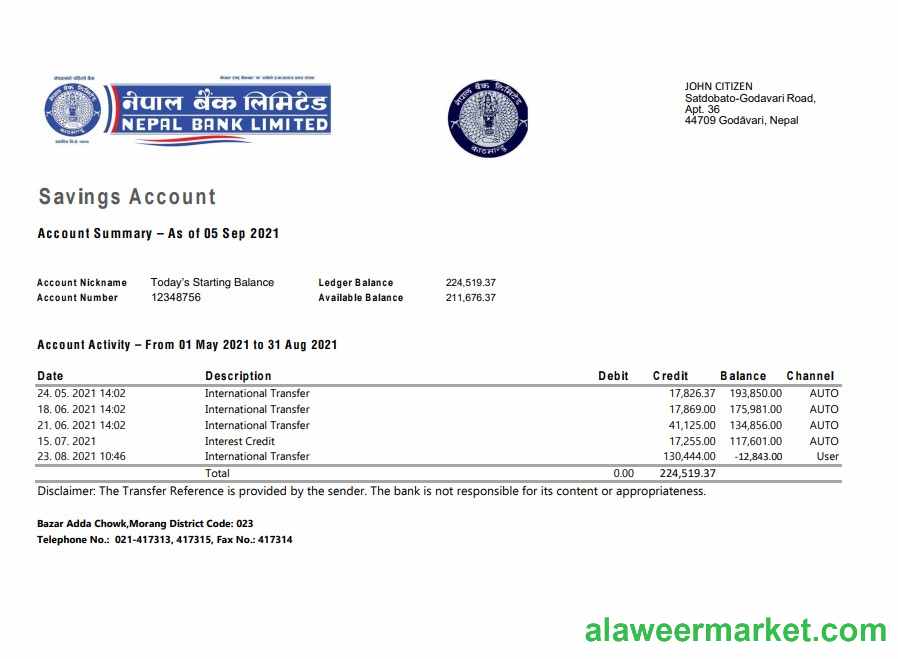 नेपाल बैंक लिमिटेड
NEPAL BANK LIMITED
नेपाल बैंक लि.
काठमाण्डू
JOHN CITIZEN
Satdobato-Godavari Road,
Apt. 36
44709 Godāvari, Nepal
Savings Account
Account Summary – As of 05 Sep 2021
Account Nickname Today's Starting Balance Ledger Balance 224,519.37
Account Number 12348756 Available Balance 211,676.37
Account Activity – From 01 May 2021 to 31 Aug 2021
Date Description Debit Credit Balance Channel
24. 05. 2021 14:02 International Transfer 17,826.37 193,850.00 AUTO
18. 06. 2021 14:02 International Transfer 17,869.00 175,981.00 AUTO
21. 06. 2021 14:02 International Transfer 41,125.00 134,856.00 AUTO
15. 07. 2021 Interest Credit 17,255.00 117,601.00 AUTO
23. 08. 2021 10:46 International Transfer 130,444.00 -12,843.00 User
Total 0.00 224,519.37
Disclaimer: The Transfer Reference is provided by the sender. The bank is not responsible for its content or appropriateness.
Bazar Adda Chowk,Morang District Code: 023
Telephone No.: 021-417313, 417315, Fax No.: 417314
alaweermarket.com